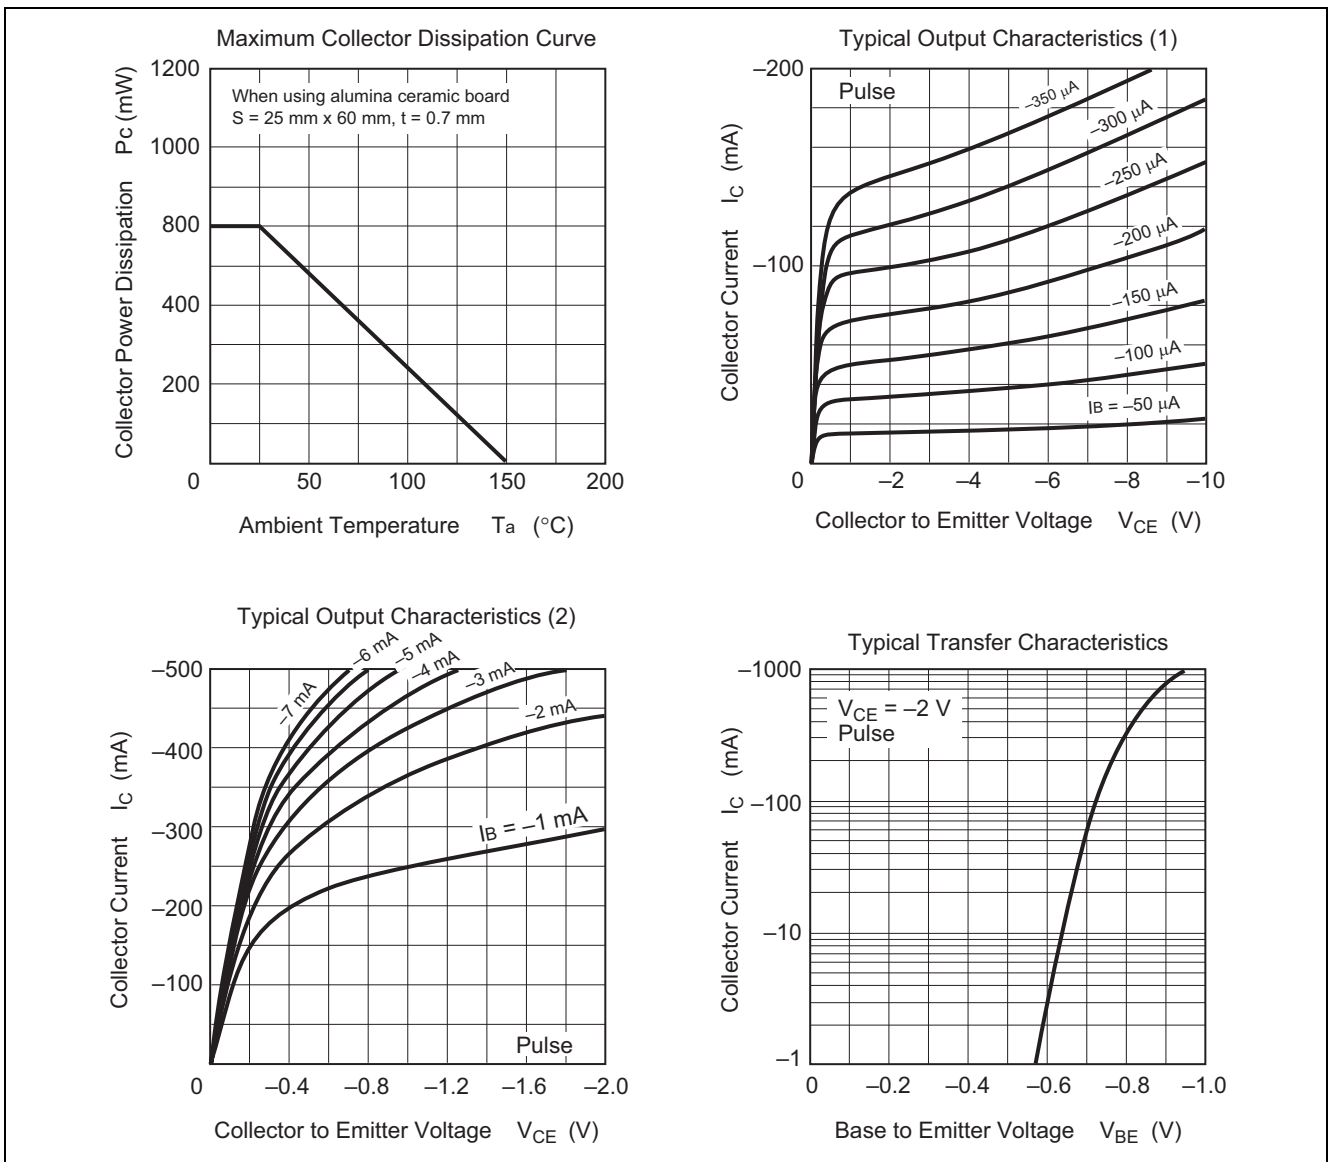 Maximum Collector Dissipation Curve
1200
1000
800
400
200
0
50
100
150
200
When using alumina ceramic board
S = 25 mm x 60 mm, t = 0.7 mm
Collector Power Dissipation Pc (mW)
Ambient Temperature Ta (°C)
Typical Output Characteristics (1)
–200
–100
0
–2
–4
–6
–8
–10
Pulse
–350 μA
–300 μA
–250 μA
–200 μA
–150 μA
–100 μA
IB = –50 μA
Collector Current IC (mA)
Collector to Emitter Voltage VCE (V)
Typical Output Characteristics (2)
–500
–400
–300
–200
–100
0
–0.4
–0.8
–1.2
–1.6
–2.0
–7 mA
–6 mA
–5 mA
–4 mA
–3 mA
–2 mA
IB = –1 mA
Pulse
Collector Current IC (mA)
Collector to Emitter Voltage VCE (V)
Typical Transfer Characteristics
–1000
–100
–10
–1
0
–0.2
–0.4
–0.6
–0.8
–1.0
VCE = –2 V
Pulse
Collector Current IC (mA)
Base to Emitter Voltage VBE (V)